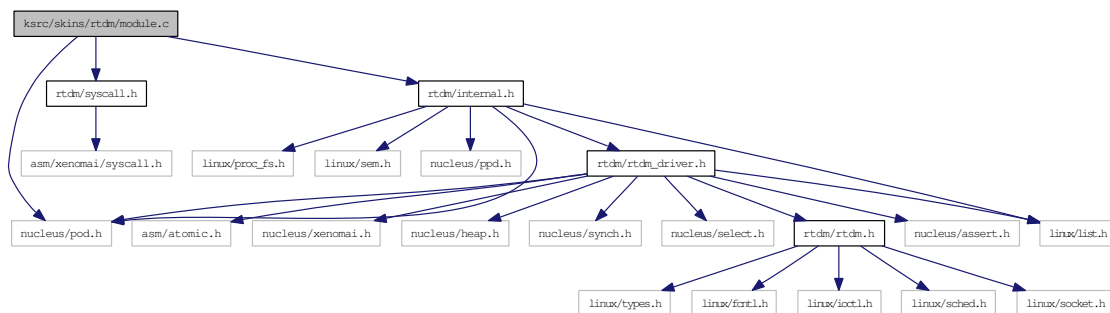 ksrc/skins/rtdm/module.c
rtdm/syscall.h
rtdm/internal.h
asm/xenomai/syscall.h
linux/proc_fs.h
linux/sem.h
nucleus/ppd.h
rtdm/rtdm_driver.h
nucleus/pod.h
asm/atomic.h
nucleus/xenomai.h
nucleus/heap.h
nucleus/synch.h
nucleus/select.h
rtdm/rtdm.h
nucleus/assert.h
linux/list.h
linux/types.h
linux/fcntl.h
linux/ioctl.h
linux/sched.h
linux/socket.h